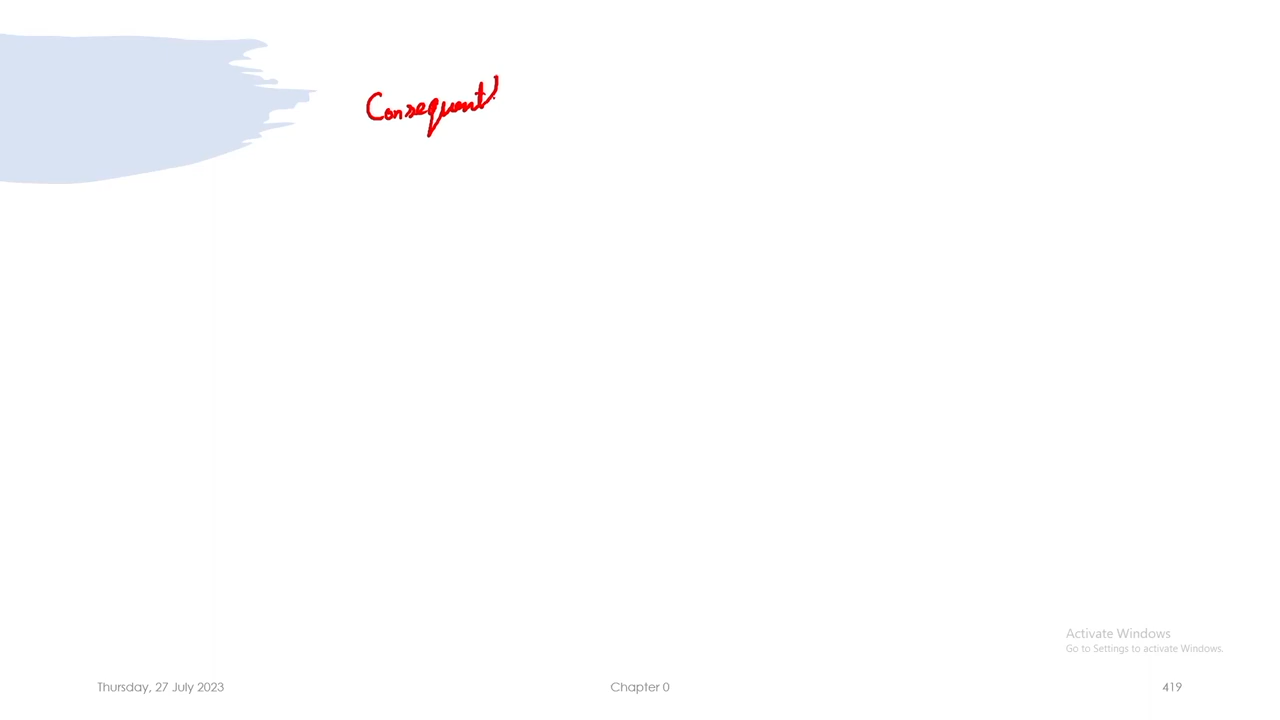 Consequent
Activate Windows
Go to Settings to activate Windows.
Thursday, 27 July 2023
Chapter 0
419